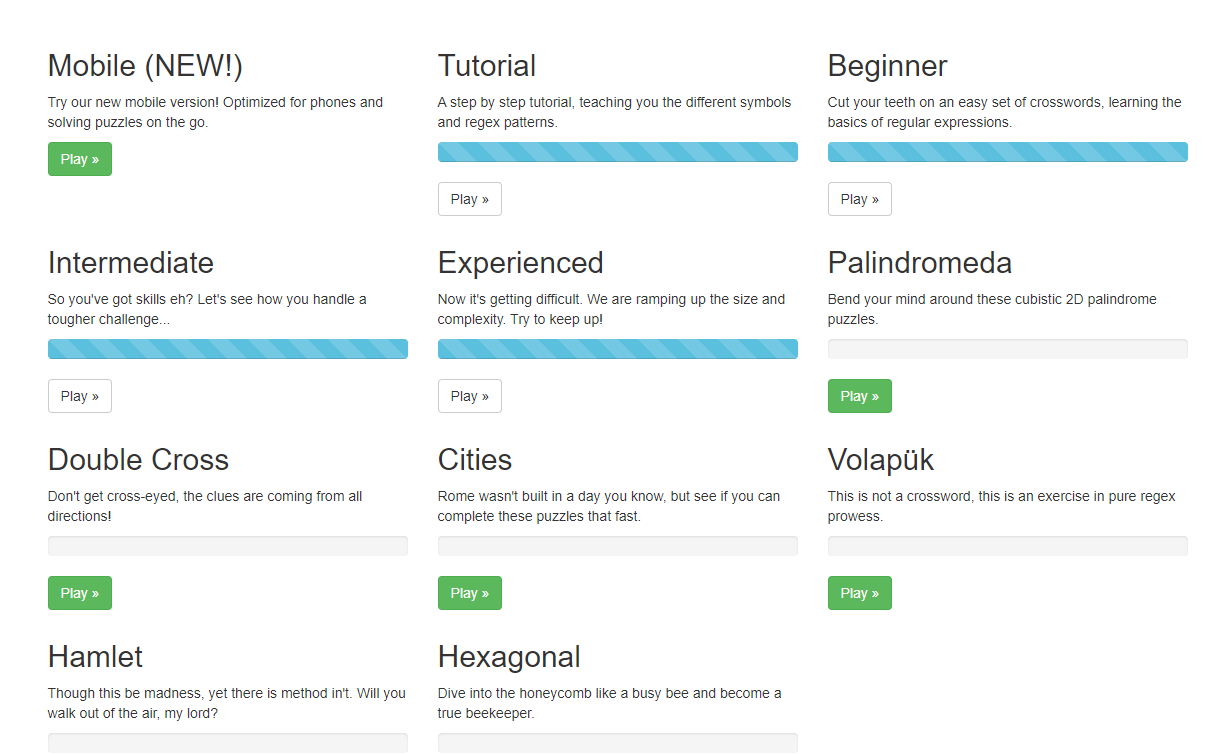 Mobile (NEW!)
Try our new mobile version! Optimized for phones and
solving puzzles on the go.
Play »
Tutorial
A step by step tutorial, teaching you the different symbols
and regex patterns.
Play »
Beginner
Cut your teeth on an easy set of crosswords, learning the
basics of regular expressions.
Play »
Intermediate
So you've got skills eh? Let's see how you handle a
tougher challenge...
Play »
Experienced
Now it's getting difficult. We are ramping up the size and
complexity. Try to keep up!
Play »
Palindromeda
Bend your mind around these cubistic 2D palindrome
puzzles.
Play »
Double Cross
Don't get cross-eyed, the clues are coming from all
directions!
Play »
Cities
Rome wasn't built in a day you know, but see if you can
complete these puzzles that fast.
Play »
Volapük
This is not a crossword, this is an exercise in pure regex
prowess.
Play »
Hamlet
Though this be madness, yet there is method in't. Will you
walk out of the air, my lord?
Hexagonal
Dive into the honeycomb like a busy bee and become a
true beekeeper.